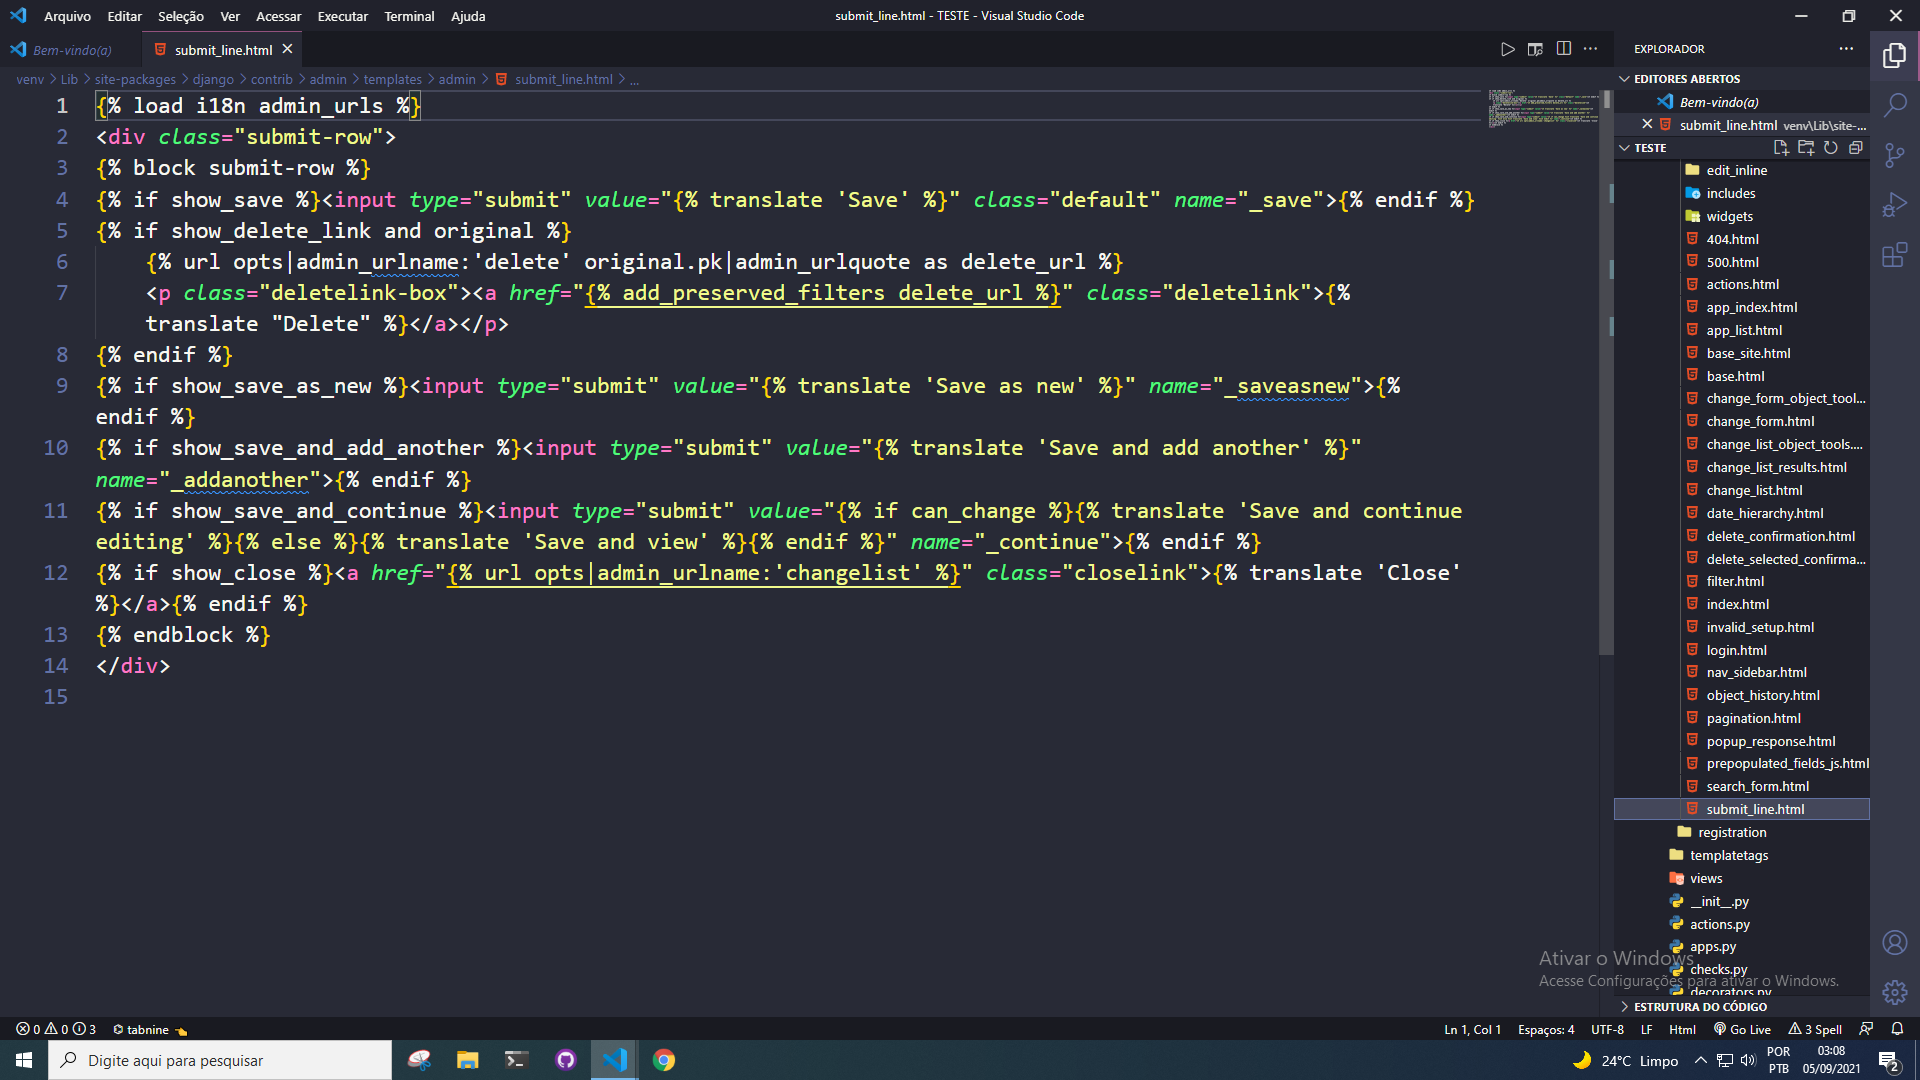 Arquivo Editar Seleção Ver Acessar Executar Terminal Ajuda
submit_line.html - TESTE - Visual Studio Code
Bem-vindo(a)
submit_line.html
venv > Lib > site-packages > django > contrib > admin > templates > admin > submit_line.html > ...
1 {% load i18n admin_urls %}
2 <div class="submit-row">
3 {% block submit-row %}
4 {% if show_save %}<input type="submit" value="{% translate 'Save' %}" class="default" name="_save">{% endif %}
5 {% if show_delete_link and original %}
6 {% url opts|admin_urlname:'delete' original.pk|admin_urlquote as delete_url %}
7 <p class="deletelink-box"><a href="{% add_preserved_filters delete_url %}" class="deletelink">{%
translate "Delete" %}</a></p>
8 {% endif %}
9 {% if show_save_as_new %}<input type="submit" value="{% translate 'Save as new' %}" name="_saveasnew">{%
endif %}
10 {% if show_save_and_add_another %}<input type="submit" value="{% translate 'Save and add another' %}"
name="_addanother">{% endif %}
11 {% if show_save_and_continue %}<input type="submit" value="{% if can_change %}{% translate 'Save and continue
editing' %}{% else %}{% translate 'Save and view' %}{% endif %}" name="_continue">{% endif %}
12 {% if show_close %}<a href="{% url opts|admin_urlname:'changelist' %}" class="closelink">{% translate 'Close'
%}</a>{% endif %}
13 {% endblock %}
14 </div>
15
EXPLORADOR
EDITORES ABERTOS
Bem-vindo(a)
submit_line.html venv\Lib\site-...
TESTE
edit_inline
includes
widgets
404.html
500.html
actions.html
app_index.html
app_list.html
base_site.html
base.html
change_form_object_tool...
change_form.html
change_list_object_tools....
change_list_results.html
change_list.html
date_hierarchy.html
delete_confirmation.html
delete_selected_confirma...
filter.html
index.html
invalid_setup.html
login.html
nav_sidebar.html
object_history.html
pagination.html
popup_response.html
prepopulated_fields_js.html
search_form.html
submit_line.html
registration
templatetags
views
__init__.py
actions.py
apps.py
checks.py
decorators.py
ESTRUTURA DO CÓDIGO
Ativar o Windows
Acesse Configurações para ativar o Windows.
0 0 3 tabnine
Ln 1, Col 1 Espaços: 4 UTF-8 LF Html Go Live 3 Spell
Digite aqui para pesquisar
24°C Limpo
POR
PTB
03:08
05/09/2021
2